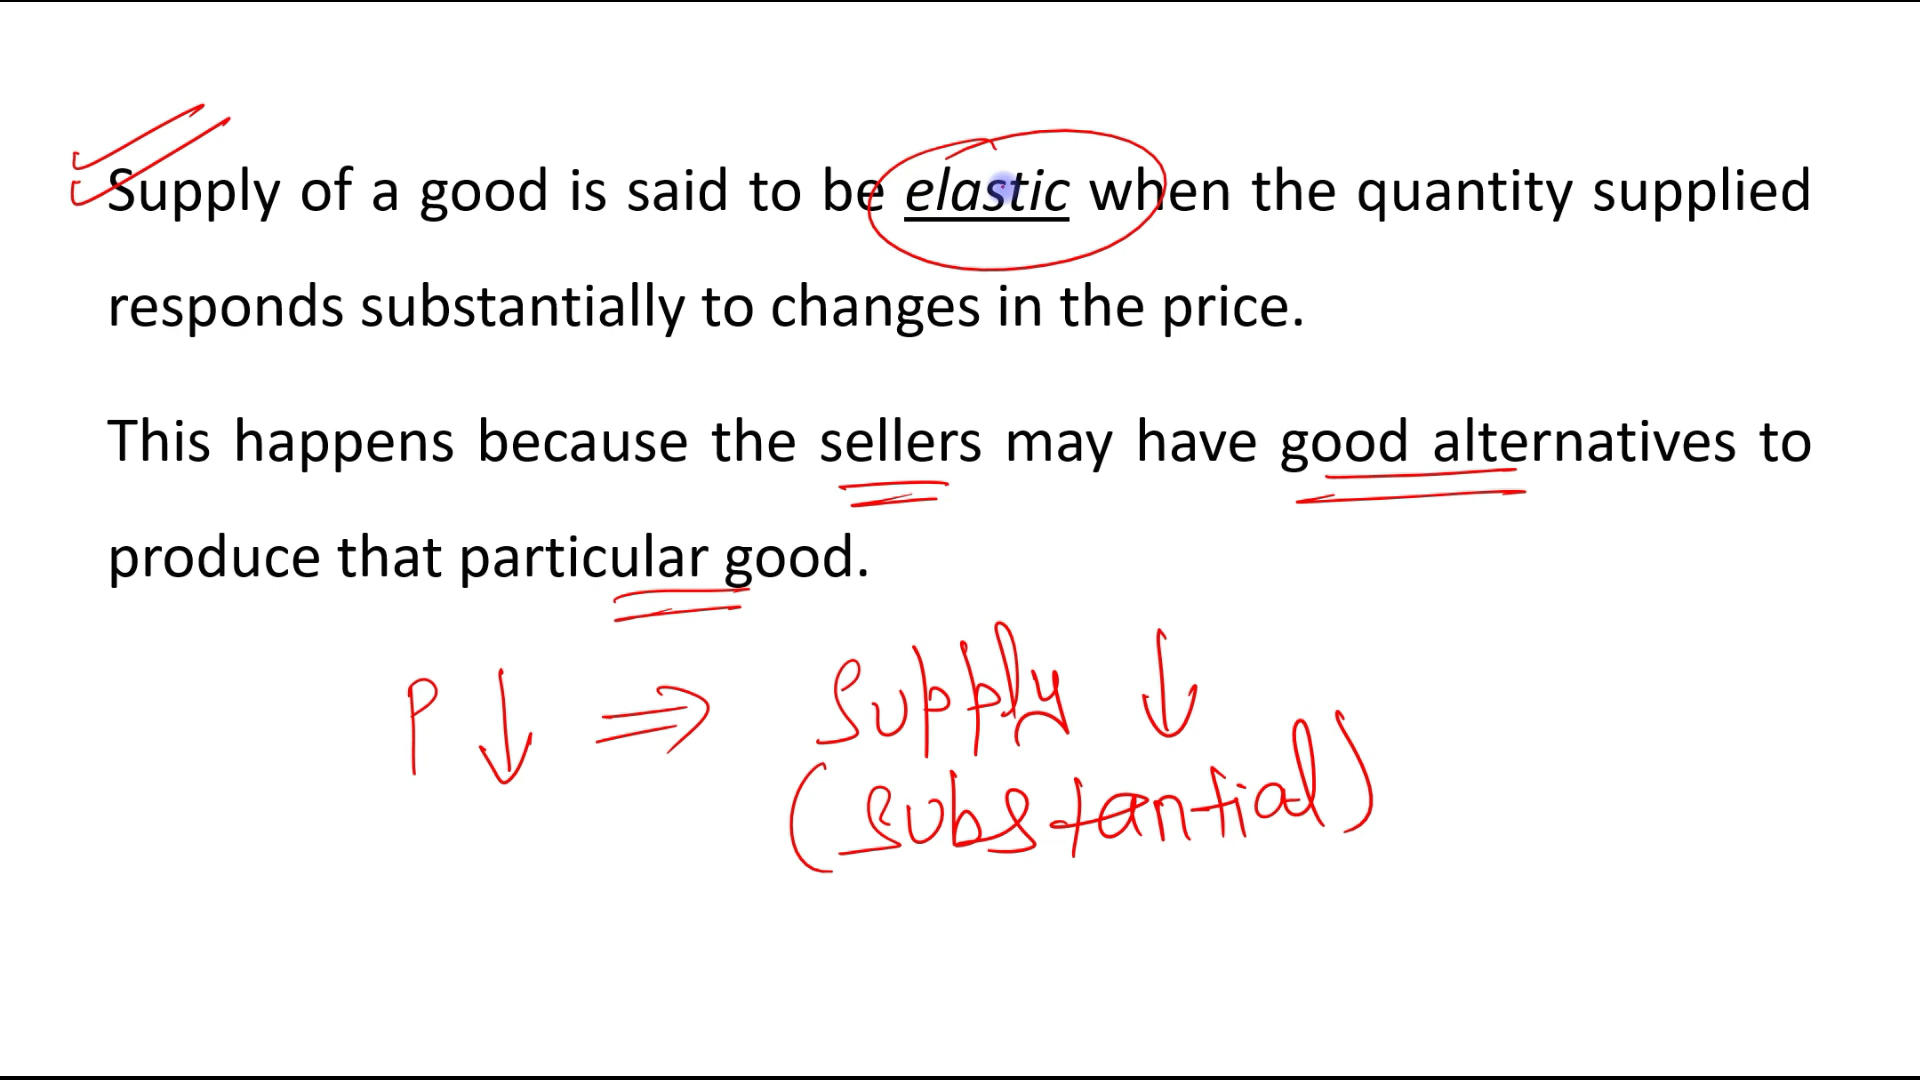 Supply of a good is said to be elastic when the quantity supplied
responds substantially to changes in the price.
This happens because the sellers may have good alternatives to
produce that particular good.
P ↓ ⇒ Supply ↓
(substantial)